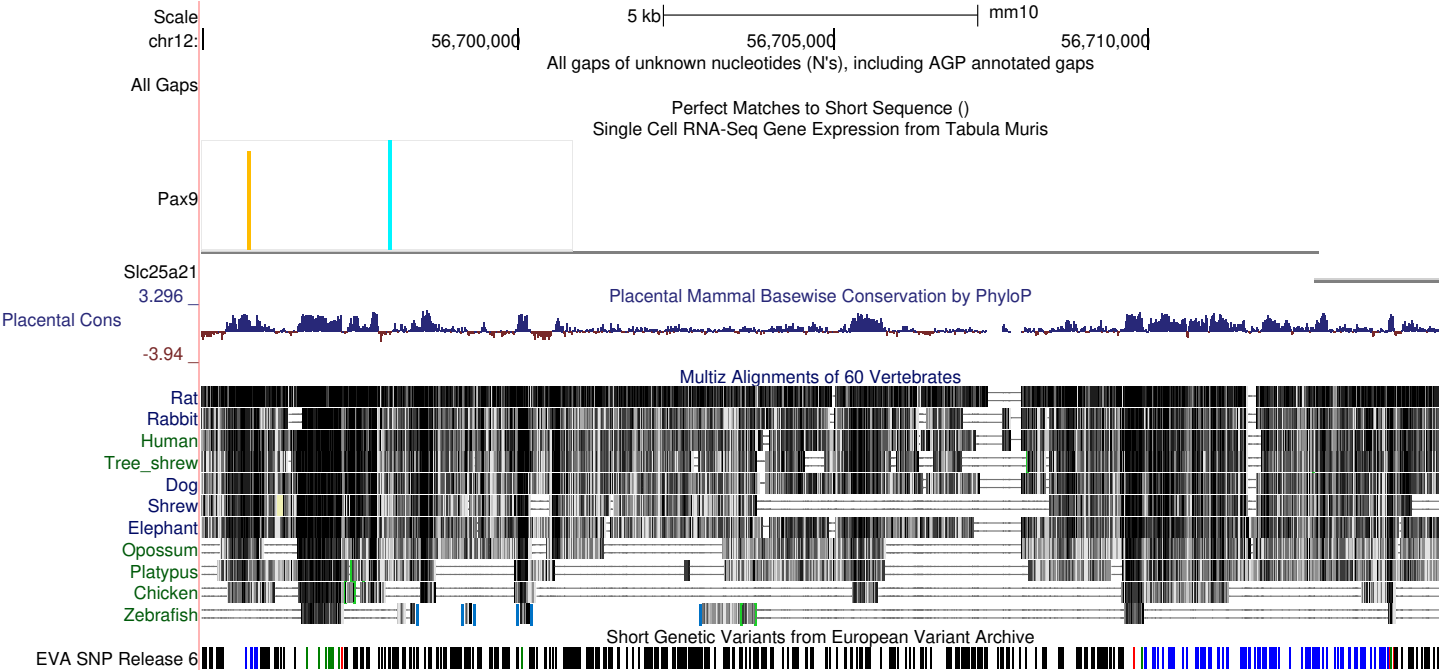 Scale 5 kb mm10
chr12: 56,700,000 56,705,000 56,710,000
All gaps of unknown nucleotides (N's), including AGP annotated gaps
All Gaps
Perfect Matches to Short Sequence ()
Single Cell RNA-Seq Gene Expression from Tabula Muris
Pax9
Slc25a21
3.296 _ Placental Mammal Basewise Conservation by PhyloP
Placental Cons
-3.94 _
Multiz Alignments of 60 Vertebrates
Rat
Rabbit
Human
Tree_shrew
Dog
Shrew
Elephant
Opossum
Platypus
Chicken
Zebrafish
Short Genetic Variants from European Variant Archive
EVA SNP Release 6